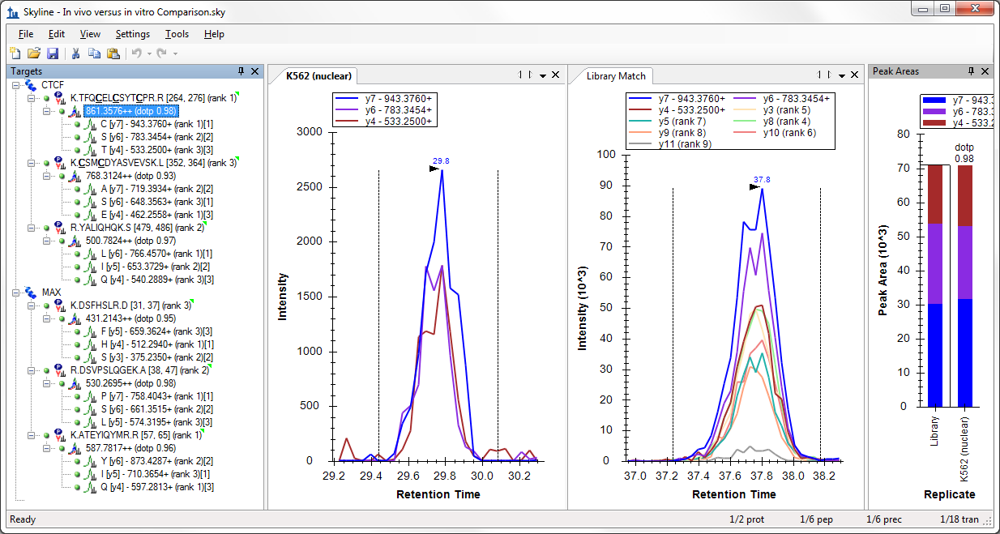 Skyline - In vivo versus in vitro Comparison.sky
File Edit View Settings Tools Help
Targets
CTCF
K.TFQCELCSYTCPR.R [264, 276] (rank 1)
861.3576++ (dotp 0.98)
C [y7] - 943.3760+ (rank 1)[1]
S [y6] - 783.3454+ (rank 2)[2]
T [y4] - 533.2500+ (rank 3)[3]
K.CSMCDYASVEVSK.L [352, 364] (rank 3)
768.3124++ (dotp 0.93)
A [y7] - 719.3934+ (rank 2)[2]
S [y6] - 648.3563+ (rank 3)[1]
E [y4] - 462.2558+ (rank 1)[3]
R.YALIQHQK.S [479, 486] (rank 2)
500.7824++ (dotp 0.97)
L [y6] - 766.4570+ (rank 1)[1]
I [y5] - 653.3729+ (rank 2)[2]
Q [y4] - 540.2889+ (rank 3)[3]
MAX
K.DSFHSLR.D [31, 37] (rank 3)
431.2143++ (dotp 0.95)
F [y5] - 659.3624+ (rank 3)[3]
H [y4] - 512.2940+ (rank 1)[1]
S [y3] - 375.2350+ (rank 2)[2]
R.DSVPSLQGEK.A [38, 47] (rank 2)
530.2695++ (dotp 0.98)
P [y7] - 758.4043+ (rank 1)[1]
S [y6] - 661.3515+ (rank 2)[2]
L [y5] - 574.3195+ (rank 3)[3]
K.ATEYIQYMR.R [57, 65] (rank 1)
587.7817++ (dotp 0.96)
Y [y6] - 873.4287+ (rank 2)[2]
I [y5] - 710.3654+ (rank 3)[1]
Q [y4] - 597.2813+ (rank 1)[3]
K562 (nuclear)
y7 - 943.3760+
y6 - 783.3454+
y4 - 533.2500+
3000
2500
2000
1500
1000
500
0
Intensity
29.8
29.2 29.4 29.6 29.8 30.0 30.2
Retention Time
Library Match
y7 - 943.3760+ y6 - 783.3454+
y4 - 533.2500+ y3 (rank 5)
y5 (rank 7) y8 (rank 4)
y9 (rank 8) y10 (rank 6)
y11 (rank 9)
100
90
80
70
60
50
40
30
20
10
0
Intensity (10^3)
37.8
37.0 37.2 37.4 37.6 37.8 38.0 38.2
Retention Time
Peak Areas
y7 - 943.3
y6 - 783.3
y4 - 533.2
80
70
60
50
40
30
20
10
0
Peak Area (10^3)
dotp
0.98
Library
K562 (nuclear)
Replicate
Ready 1/2 prot 1/6 pep 1/6 prec 1/18 tran